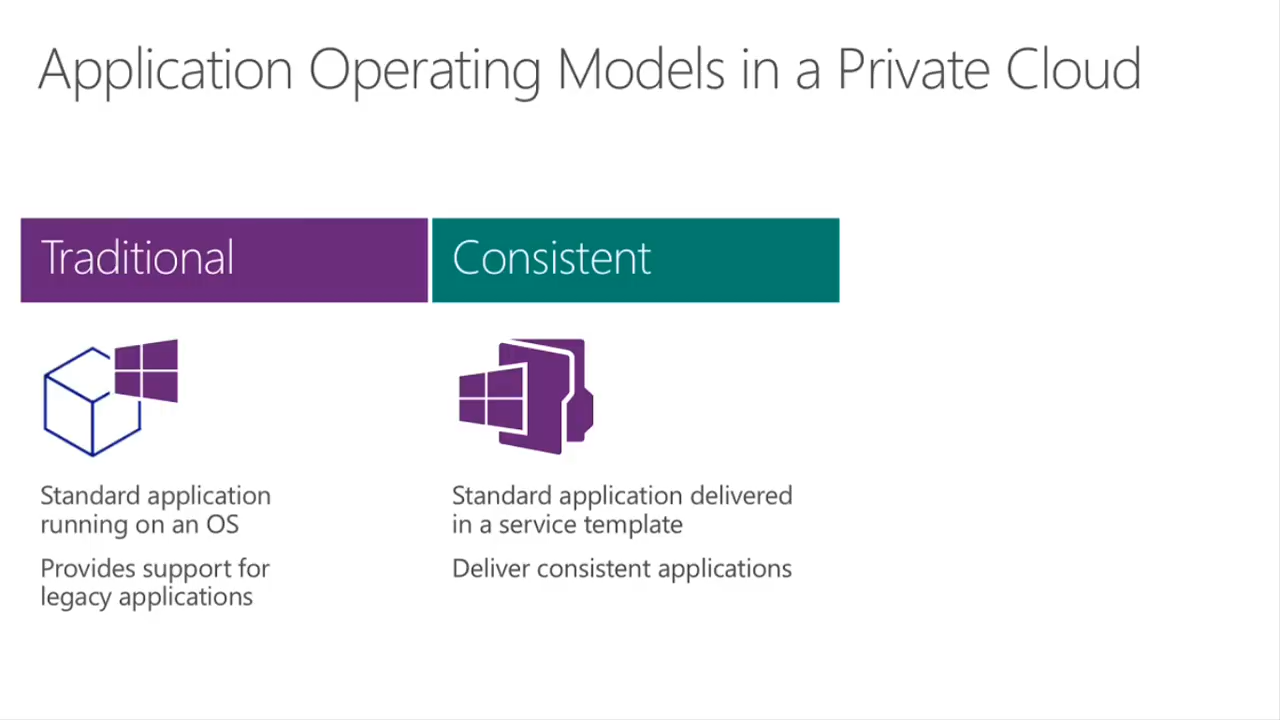 Application Operating Models in a Private Cloud
Traditional
Consistent
Standard application
running on an OS
Provides support for
legacy applications
Standard application delivered
in a service template
Deliver consistent applications